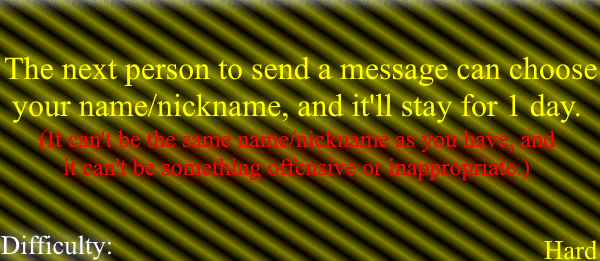 The next person to send a message can choose
your name/nickname, and it'll stay for 1 day.
(It can't be the same name/nickname as you have, and
it can't be something offensive or inappropriate.)
Difficulty:
Hard